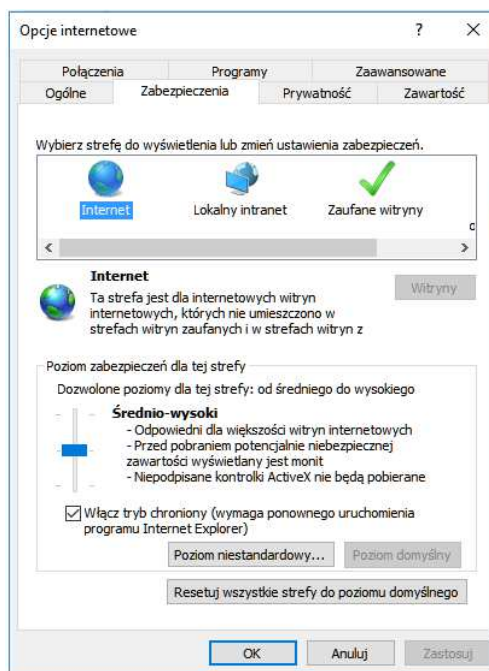 Opcje internetowe ? ×
Połączenia Programy Zaawansowane
Ogólne Zabezpieczenia Prywatność Zawartość
Wybierz strefę do wyświetlenia lub zmień ustawienia zabezpieczeń.
Internet Lokalny intranet Zaufane witryny
Internet
Witryny
Ta strefa jest dla internetowych witryn
internetowych, których nie umieszczono w
strefach witryn zaufanych i w strefach witryn z
Poziom zabezpieczeń dla tej strefy
Dozwolone poziomy dla tej strefy: od średniego do wysokiego
Średnio-wysoki
- Odpowiedni dla większości witryn internetowych
- Przed pobraniem potencjalnie niebezpiecznej
zawartości wyświetlany jest monit
- Niepodpisane kontrolki ActiveX nie będą pobierane
Włącz tryb chroniony (wymaga ponownego uruchomienia
programu Internet Explorer)
Poziom niestandardowy... Poziom domyślny
Resetuj wszystkie strefy do poziomu domyślnego
OK Anuluj Zastosuj